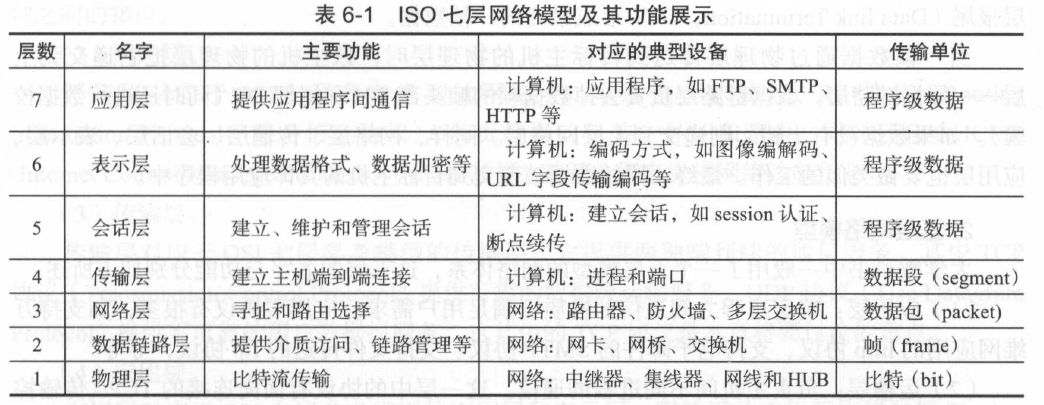 表 6-1 ISO 七层网络模型及其功能展示
层数 名字 主要功能 对应的典型设备 传输单位
7 应用层 提供应用程序间通信 计算机：应用程序，如 FTP、SMTP、HTTP 等 程序级数据
6 表示层 处理数据格式、数据加密等 计算机：编码方式，如图像编解码、URL 字段传输编码等 程序级数据
5 会话层 建立、维护和管理会话 计算机：建立会话，如 session 认证、断点续传 程序级数据
4 传输层 建立主机端到端连接 计算机：进程和端口 数据段（segment）
3 网络层 寻址和路由选择 网络：路由器、防火墙、多层交换机 数据包（packet）
2 数据链路层 提供介质访问、链路管理等 网络：网卡、网桥、交换机 帧（frame）
1 物理层 比特流传输 网络：中继器、集线器、网线和 HUB 比特（bit）